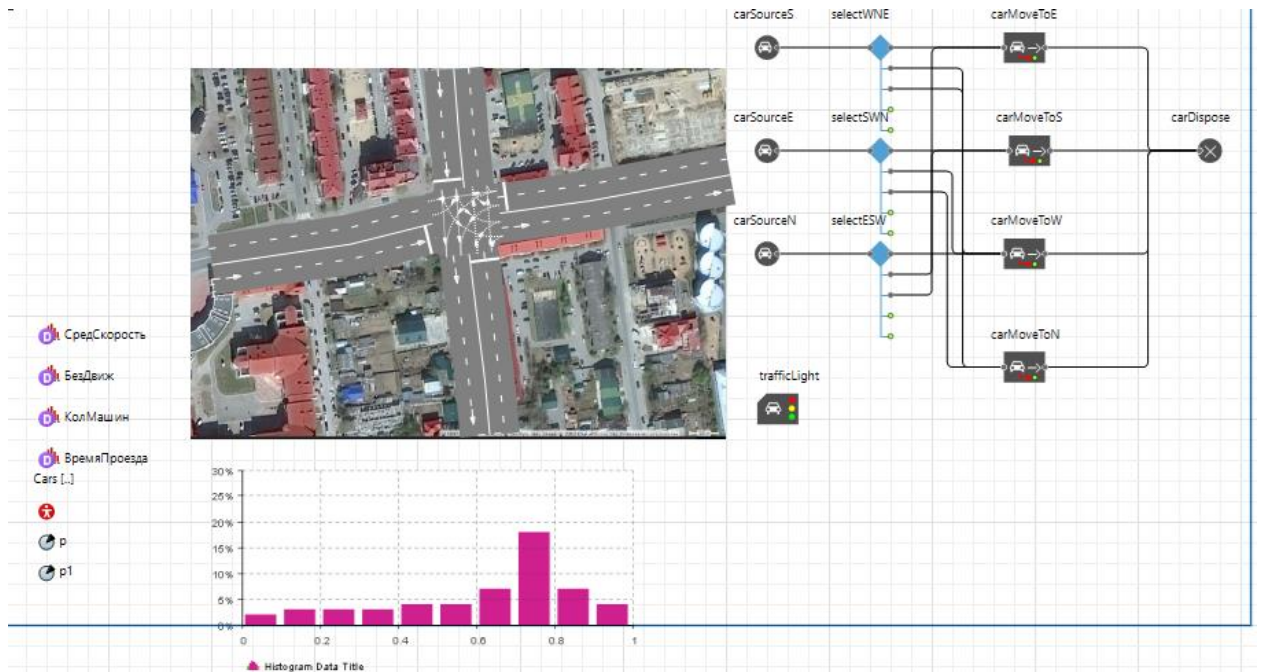 carSourceS
selectWNE
carMoveToE
carSourceE
selectSWN
carMoveToS
carDispose
carSourceN
selectESW
carMoveToW
carMoveToN
trafficLight
СредСкорость
БезДвиж
КолМашин
ВремяПроезда
Cars [..]
p
p1
30%
25%
20%
15%
10%
5%
0%
0 0.2 0.4 0.6 0.8 1
Histogram Data Title